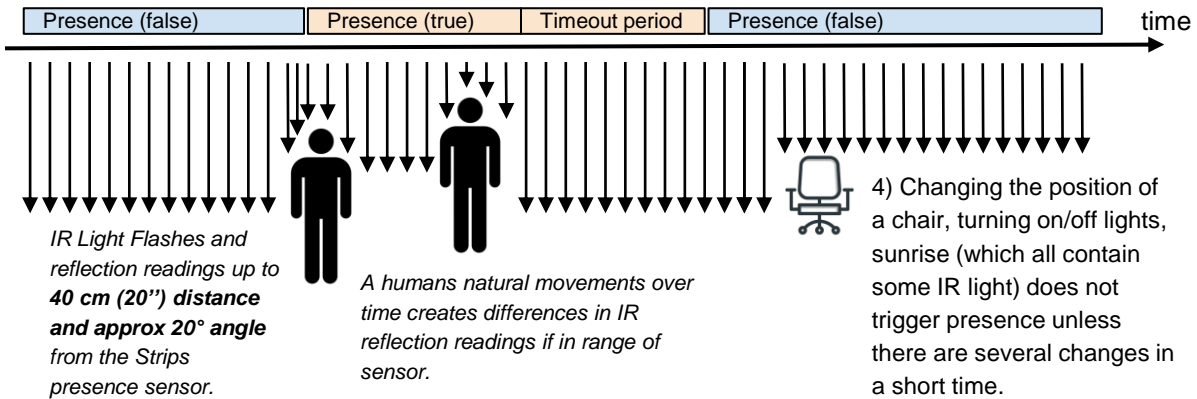 Presence (false)
Presence (true)
Timeout period
Presence (false)
time
IR Light Flashes and
reflection readings up to
40 cm (20’’) distance
and approx 20° angle
from the Strips
presence sensor.
A humans natural movements over
time creates differences in IR
reflection readings if in range of
sensor.
4) Changing the position of
a chair, turning on/off lights,
sunrise (which all contain
some IR light) does not
trigger presence unless
there are several changes in
a short time.